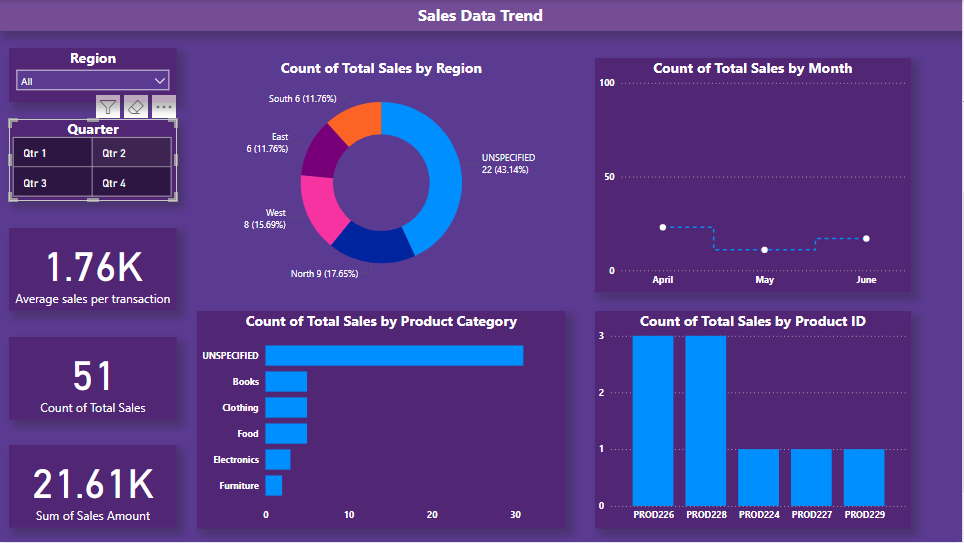 Sales Data Trend
Region
All
Quarter
Qtr 1
Qtr 2
Qtr 3
Qtr 4
1.76K
Average sales per transaction
51
Count of Total Sales
21.61K
Sum of Sales Amount
Count of Total Sales by Region
South 6 (11.76%)
East
6 (11.76%)
West
8 (15.69%)
North 9 (17.65%)
UNSPECIFIED
22 (43.14%)
Count of Total Sales by Month
100
50
0
April
May
June
Count of Total Sales by Product Category
UNSPECIFIED
Books
Clothing
Food
Electronics
Furniture
0
10
20
30
Count of Total Sales by Product ID
3
2
1
0
PROD226
PROD228
PROD224
PROD227
PROD229